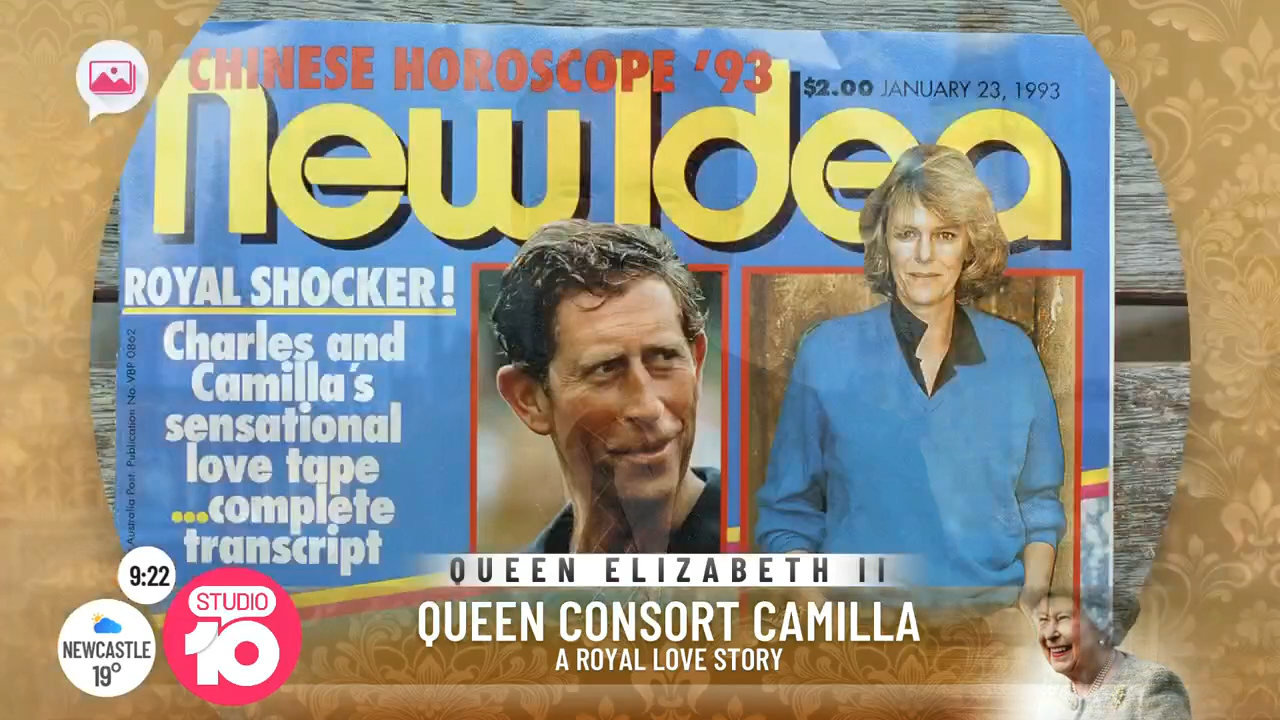 CHINESE HOROSCOPE '93
$2.00 JANUARY 23, 1993
New Idea
ROYAL SHOCKER!
Charles and
Camilla's
sensational
love tape
...complete
transcript
Australia Post. Publication No. VBP 0862
QUEEN ELIZABETH II
QUEEN CONSORT CAMILLA
A ROYAL LOVE STORY
9:22
NEWCASTLE
19°
STUDIO
10